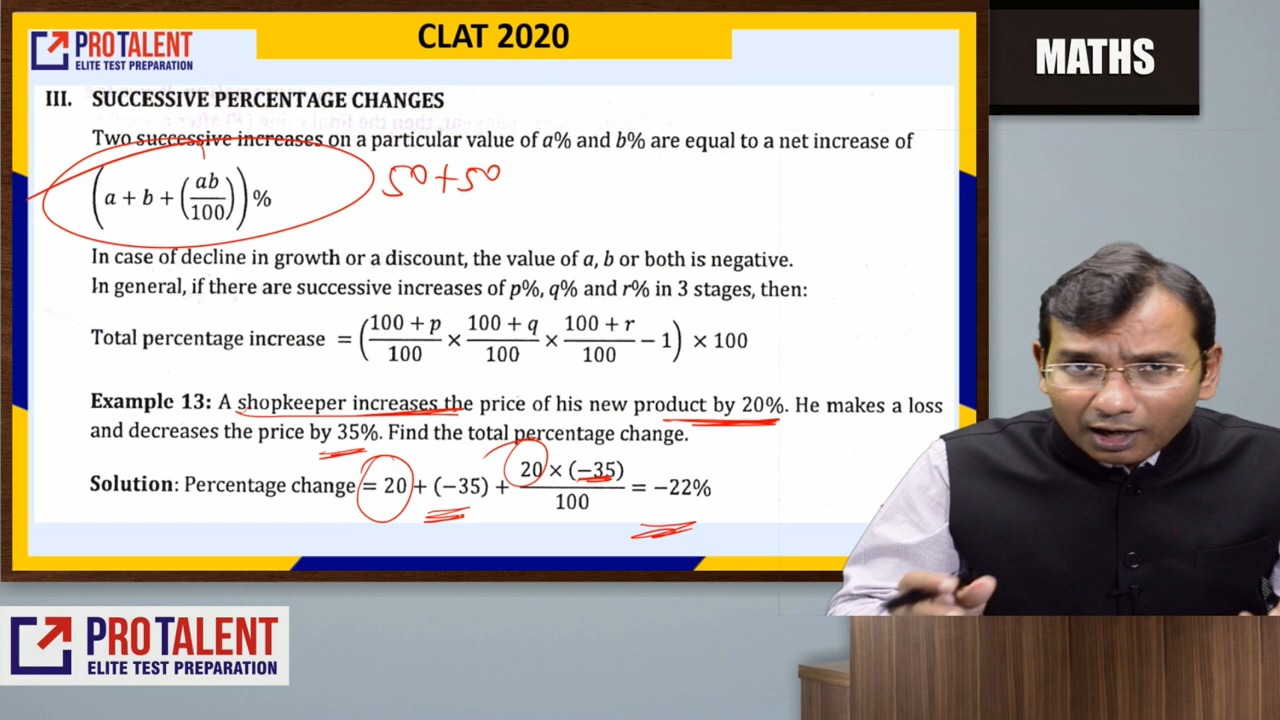 CLAT 2020
MATHS
PRO TALENT
ELITE TEST PREPARATION
III. SUCCESSIVE PERCENTAGE CHANGES
Two successive increases on a particular value of a% and b% are equal to a net increase of
(a + b + (ab/100))%
50+50
In case of decline in growth or a discount, the value of a, b or both is negative.
In general, if there are successive increases of p%, q% and r% in 3 stages, then:
Total percentage increase = (100 + p/100 × 100 + q/100 × 100 + r/100 − 1) × 100
Example 13: A shopkeeper increases the price of his new product by 20%. He makes a loss
and decreases the price by 35%. Find the total percentage change.
Solution: Percentage change = 20 + (−35) + 20 × (−35)/100 = −22%
PRO TALENT
ELITE TEST PREPARATION